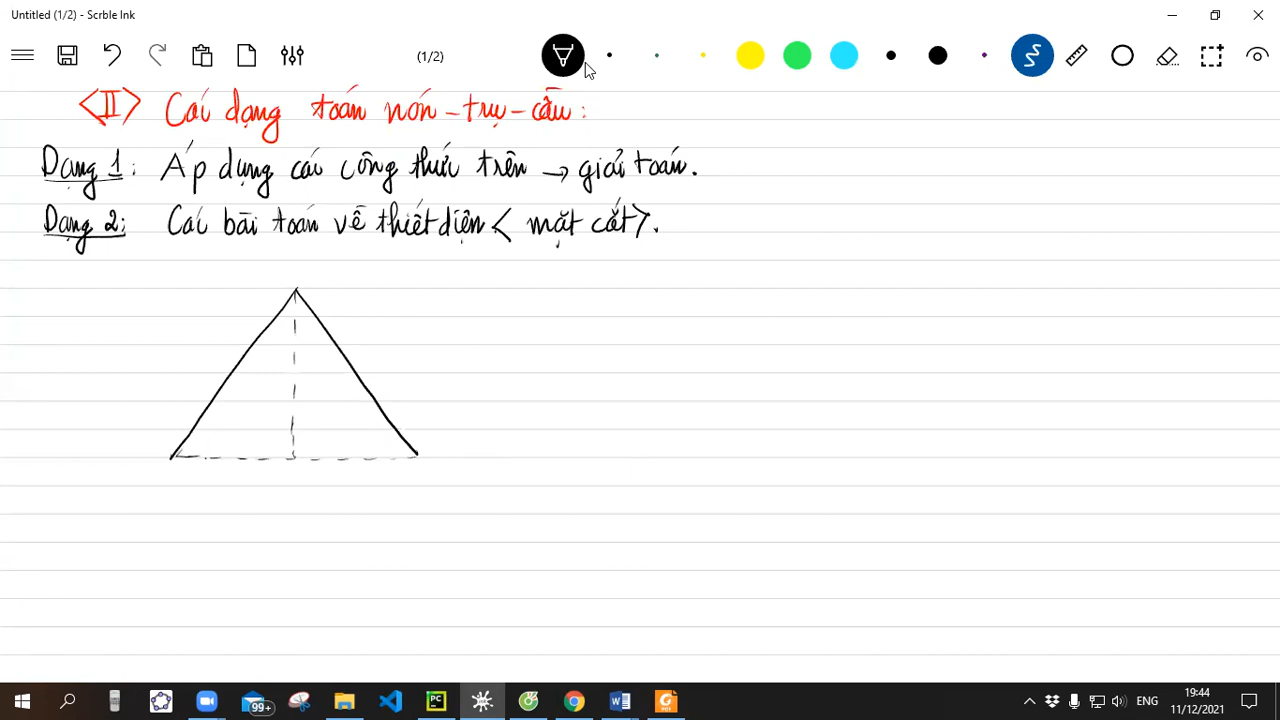 Untitled (1/2) - Scrble Ink
(1/2)
<II> Các dạng toán nón - trụ - cầu:
Dạng 1: Áp dụng các công thức trên → giải toán.
Dạng 2: Các bài toán về thiết diện < mặt cắt>.
99+
PC
W
PDF
ENG
19:44
11/12/2021